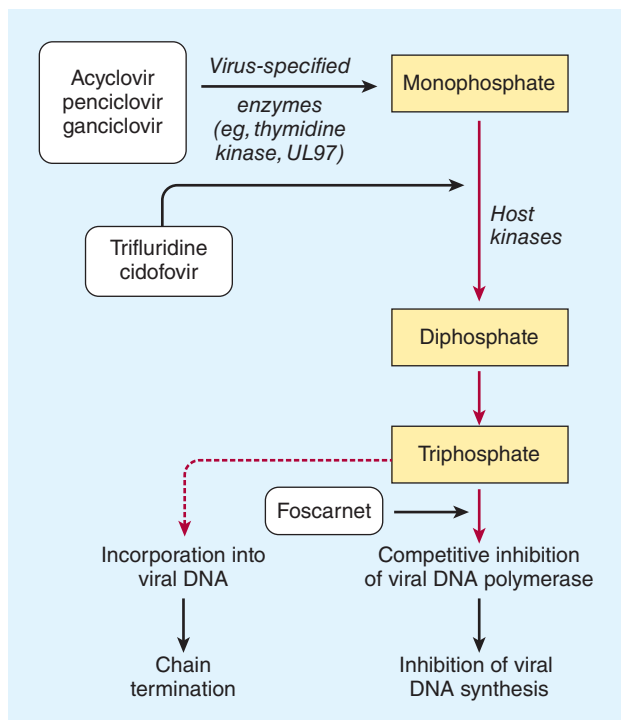 Acyclovir
penciclovir
ganciclovir
Virus-specified
enzymes
(eg, thymidine
kinase, UL97)
Monophosphate
Trifluridine
cidofovir
Host
kinases
Diphosphate
Triphosphate
Foscarnet
Incorporation into
viral DNA
Competitive inhibition
of viral DNA polymerase
Chain
termination
Inhibition of viral
DNA synthesis